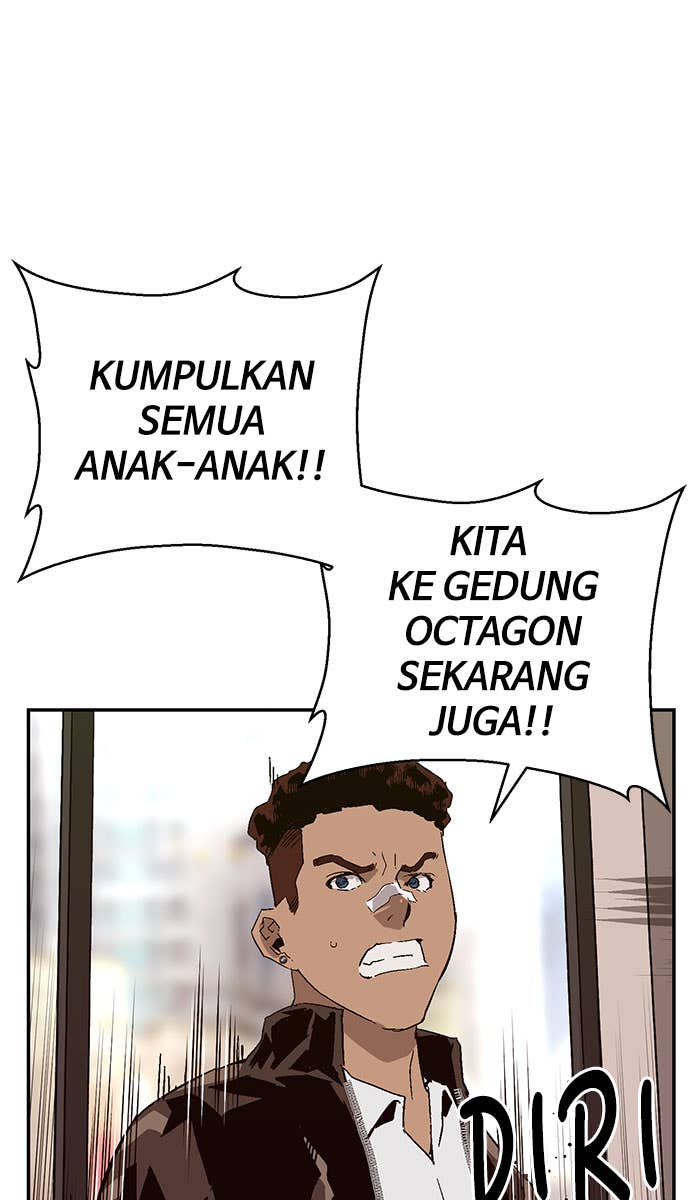 KUMPULKAN
SEMUA
ANAK-ANAK!!
KITA
KE GEDUNG
OCTAGON
SEKARANG
JUGA!!
DIRI